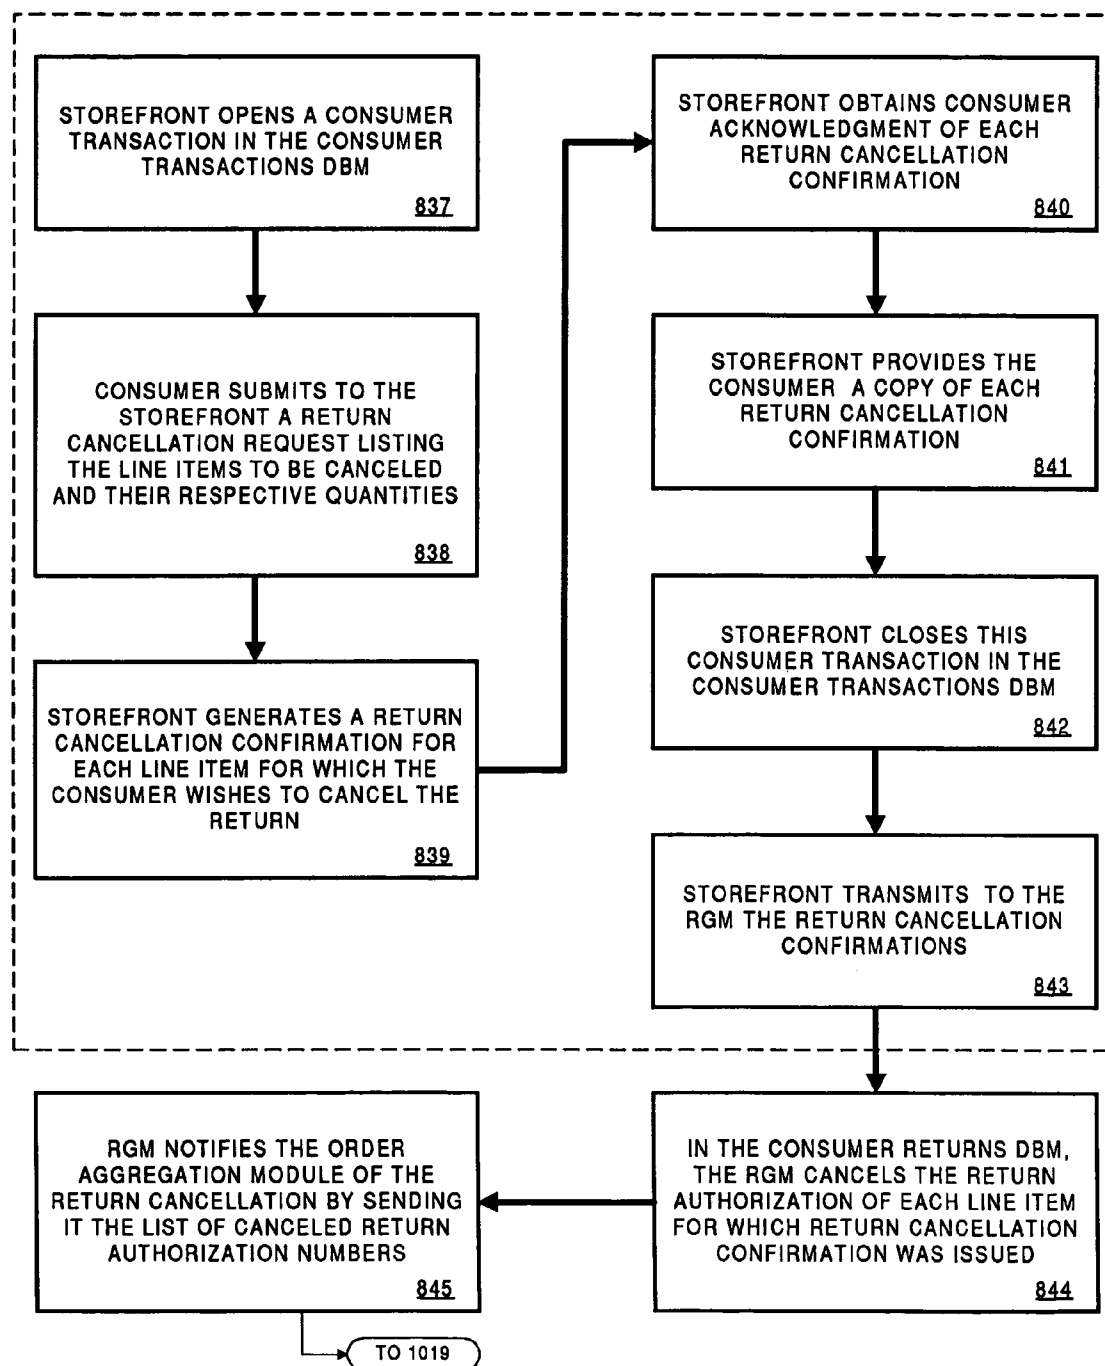 STOREFRONT OPENS A CONSUMER
TRANSACTION IN THE CONSUMER
TRANSACTIONS DBM
837
CONSUMER SUBMITS TO THE
STOREFRONT A RETURN
CANCELLATION REQUEST LISTING
THE LINE ITEMS TO BE CANCELED
AND THEIR RESPECTIVE QUANTITIES
838
STOREFRONT GENERATES A RETURN
CANCELLATION CONFIRMATION FOR
EACH LINE ITEM FOR WHICH THE
CONSUMER WISHES TO CANCEL THE
RETURN
839
STOREFRONT OBTAINS CONSUMER
ACKNOWLEDGMENT OF EACH
RETURN CANCELLATION
CONFIRMATION
840
STOREFRONT PROVIDES THE
CONSUMER A COPY OF EACH
RETURN CANCELLATION
CONFIRMATION
841
STOREFRONT CLOSES THIS
CONSUMER TRANSACTION IN THE
CONSUMER TRANSACTIONS DBM
842
STOREFRONT TRANSMITS TO THE
RGM THE RETURN CANCELLATION
CONFIRMATIONS
843
IN THE CONSUMER RETURNS DBM,
THE RGM CANCELS THE RETURN
AUTHORIZATION OF EACH LINE ITEM
FOR WHICH RETURN CANCELLATION
CONFIRMATION WAS ISSUED
844
RGM NOTIFIES THE ORDER
AGGREGATION MODULE OF THE
RETURN CANCELLATION BY SENDING
IT THE LIST OF CANCELED RETURN
AUTHORIZATION NUMBERS
845
TO 1019